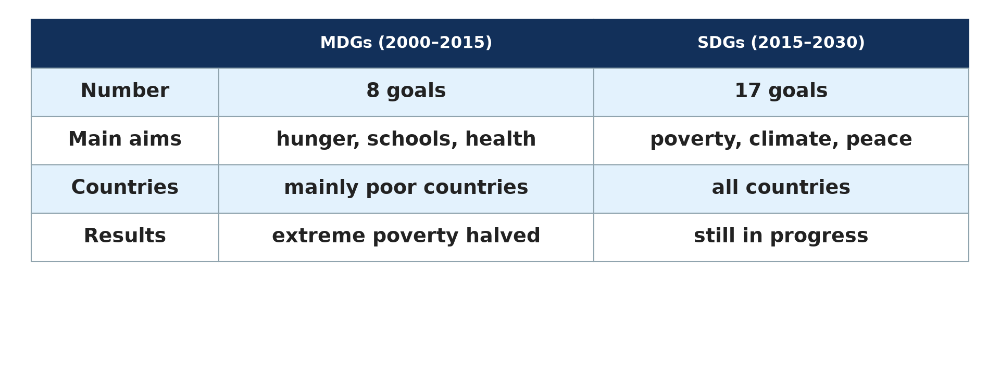 MDGs (2000–2015) SDGs (2015–2030)
Number 8 goals 17 goals
Main aims hunger, schools, health poverty, climate, peace
Countries mainly poor countries all countries
Results extreme poverty halved still in progress